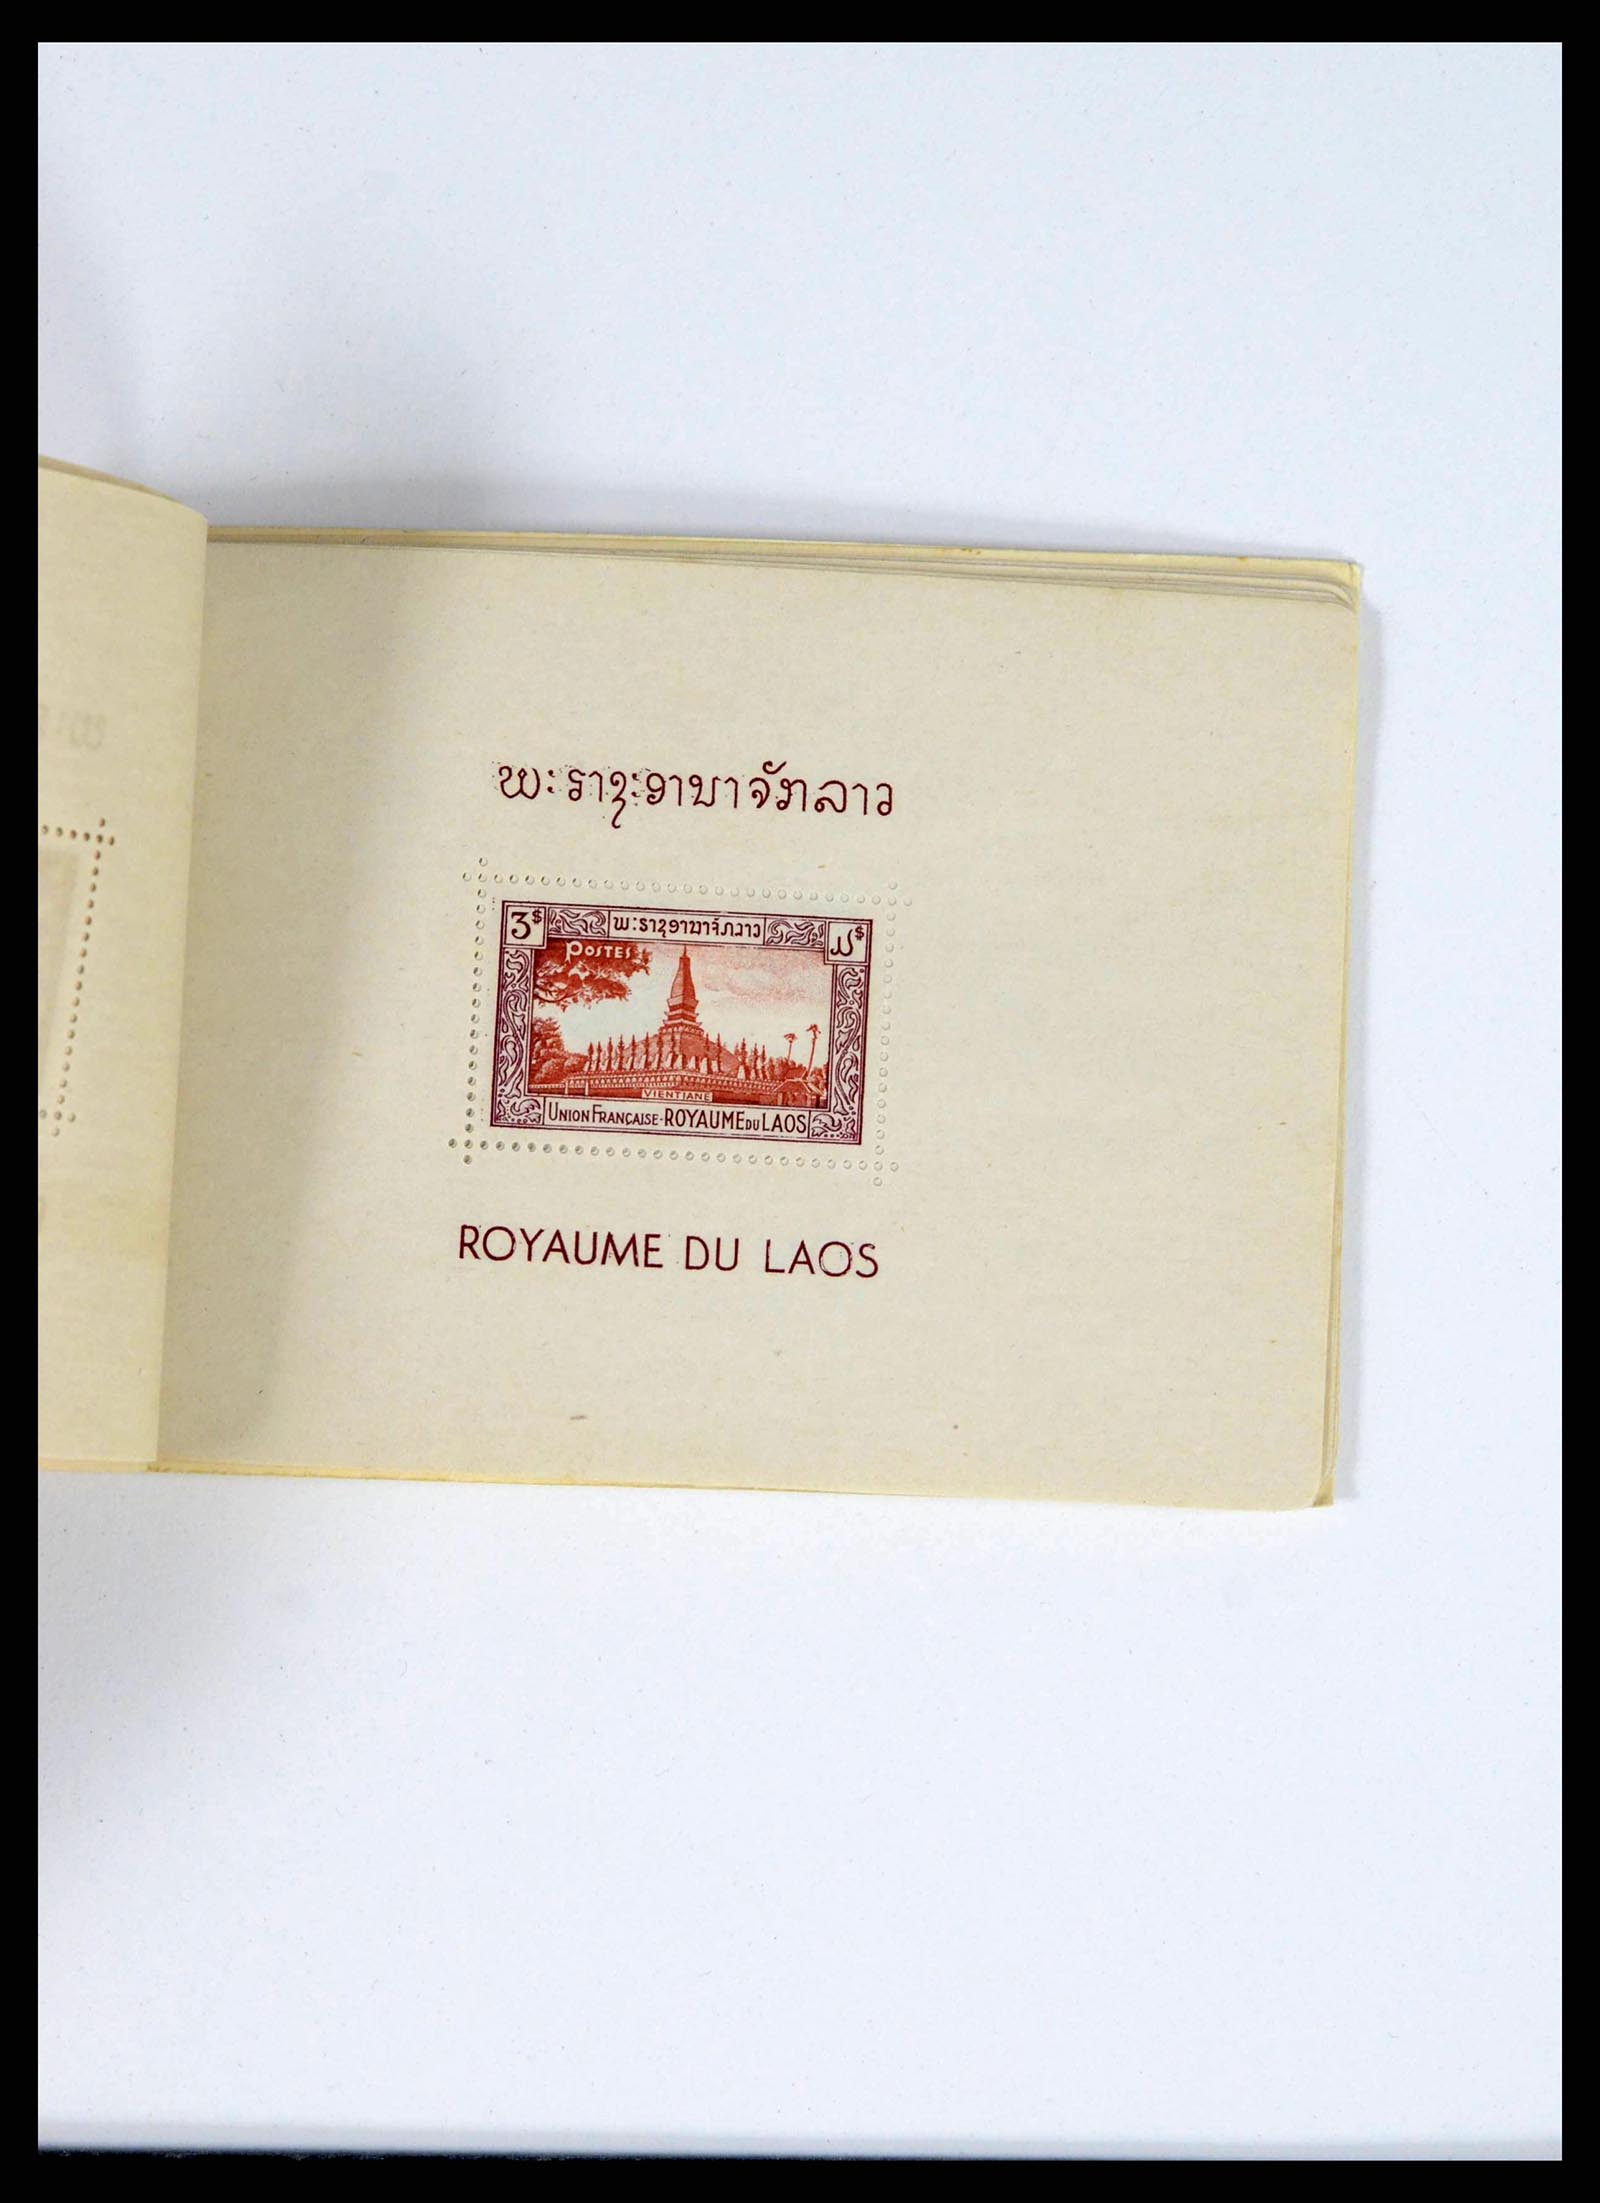 ພະຣາຊະອານາຈັກລາວ
3$ ພະຣາຊອານາຈັກລາວ ໓$
POSTES
VIENTIANE
UNION FRANÇAISE-ROYAUME DU LAOS
ROYAUME DU LAOS